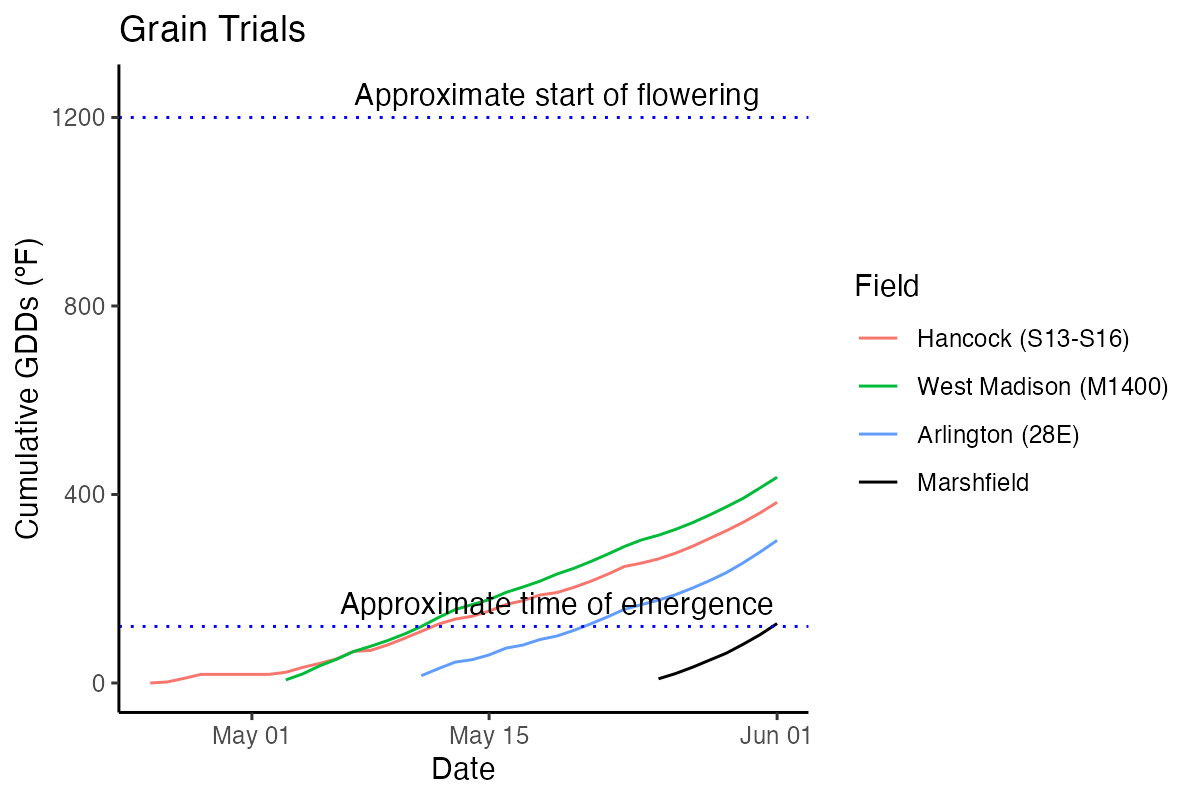 Grain Trials
Approximate start of flowering
1200
800
400
0
Cumulative GDDs (°F)
Approximate time of emergence
May 01
May 15
Jun 01
Date
Field
Hancock (S13-S16)
West Madison (M1400)
Arlington (28E)
Marshfield